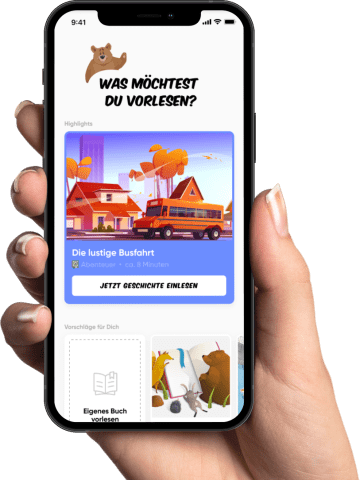 9:41
WAS MÖCHTEST
DU VORLESEN?
Highlights
Die lustige Busfahrt
Abenteuer • ca. 8 Minuten
JETZT GESCHICHTE EINLESEN
Vorschläge für Dich
Eigenes Buch
vorlesen